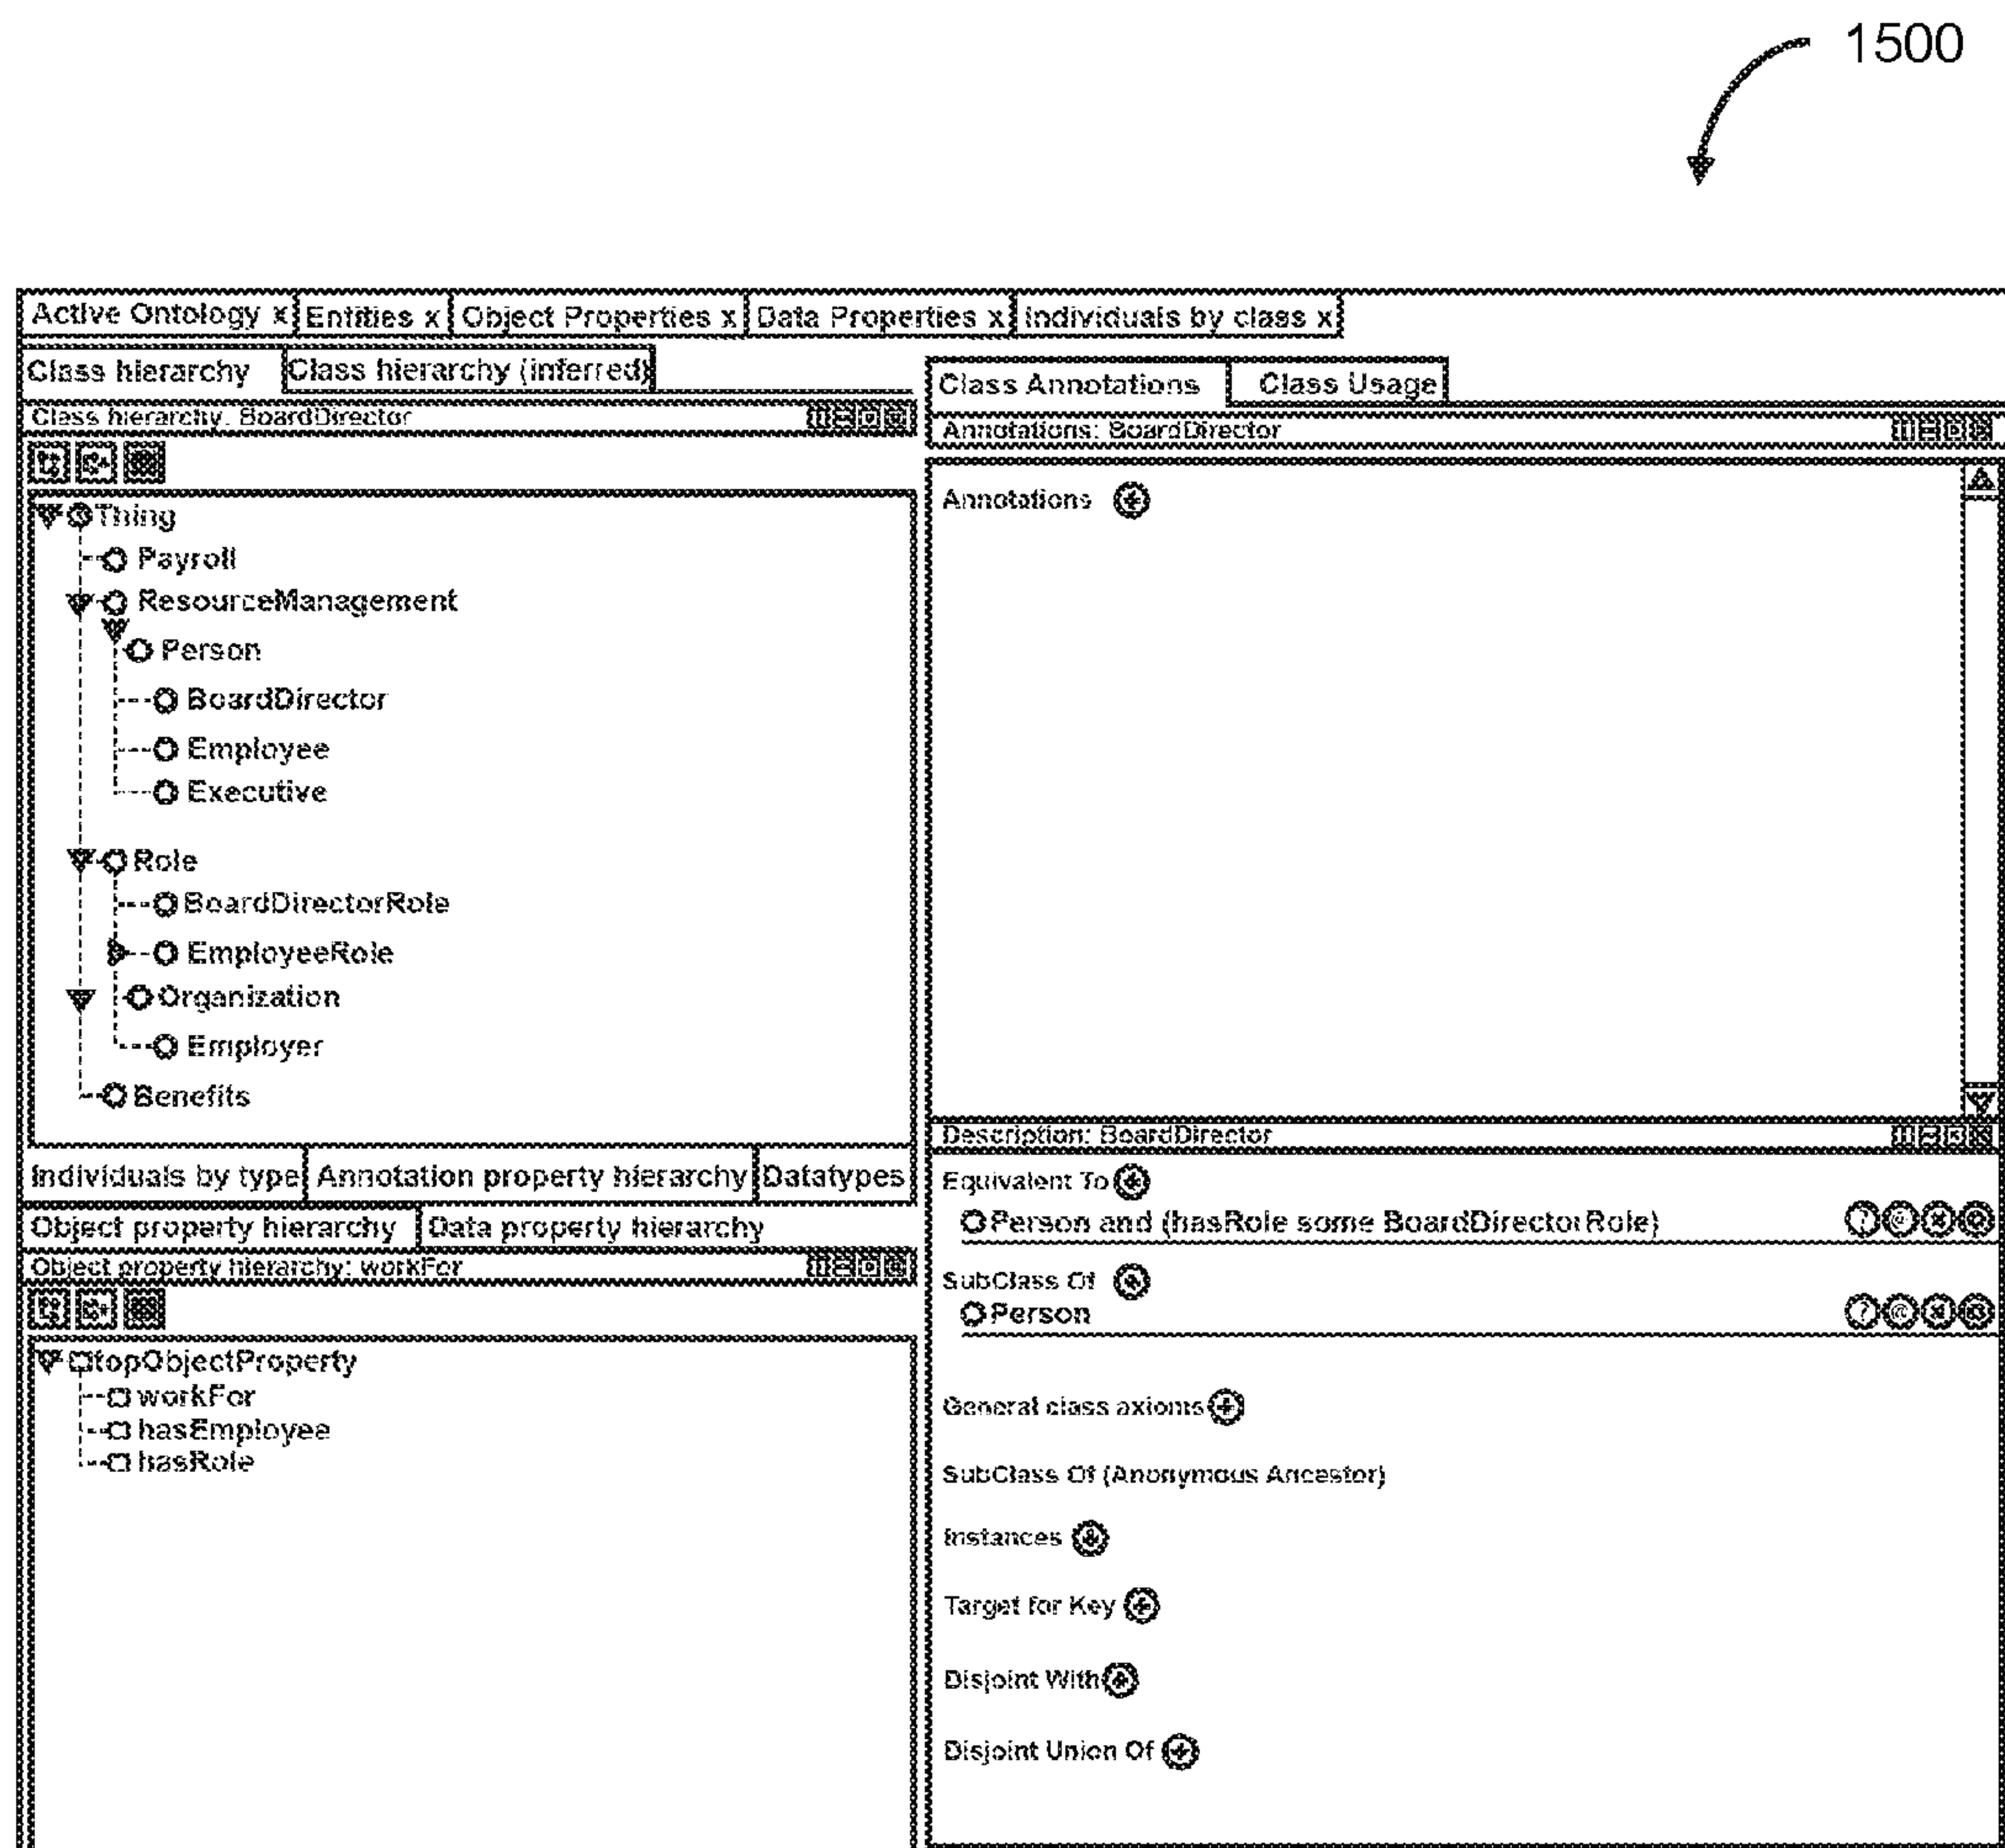 1500
Active Ontology x Entities x Object Properties x Data Properties x Individuals by class x
Class hierarchy Class hierarchy (inferred)
Class hierarchy. BoardDirector
Thing
Payroll
ResourceManagement
Person
BoardDirector
Employee
Executive
Role
BoardDirectorRole
EmployeeRole
Organization
Employer
Benefits
Individuals by type Annotation property hierarchy Datatypes
Object property hierarchy Data property hierarchy
Object property hierarchy: workFor
topObjectProperty
workFor
hasEmployee
hasRole
Class Annotations Class Usage
Annotations: BoardDirector
Annotations
Description: BoardDirector
Equivalent To
Person and (hasRole some BoardDirectorRole)
? @ x o
SubClass Of
Person
? @ x o
General class axioms
SubClass Of (Anonymous Ancestor)
Instances
Target for Key
Disjoint With
Disjoint Union Of